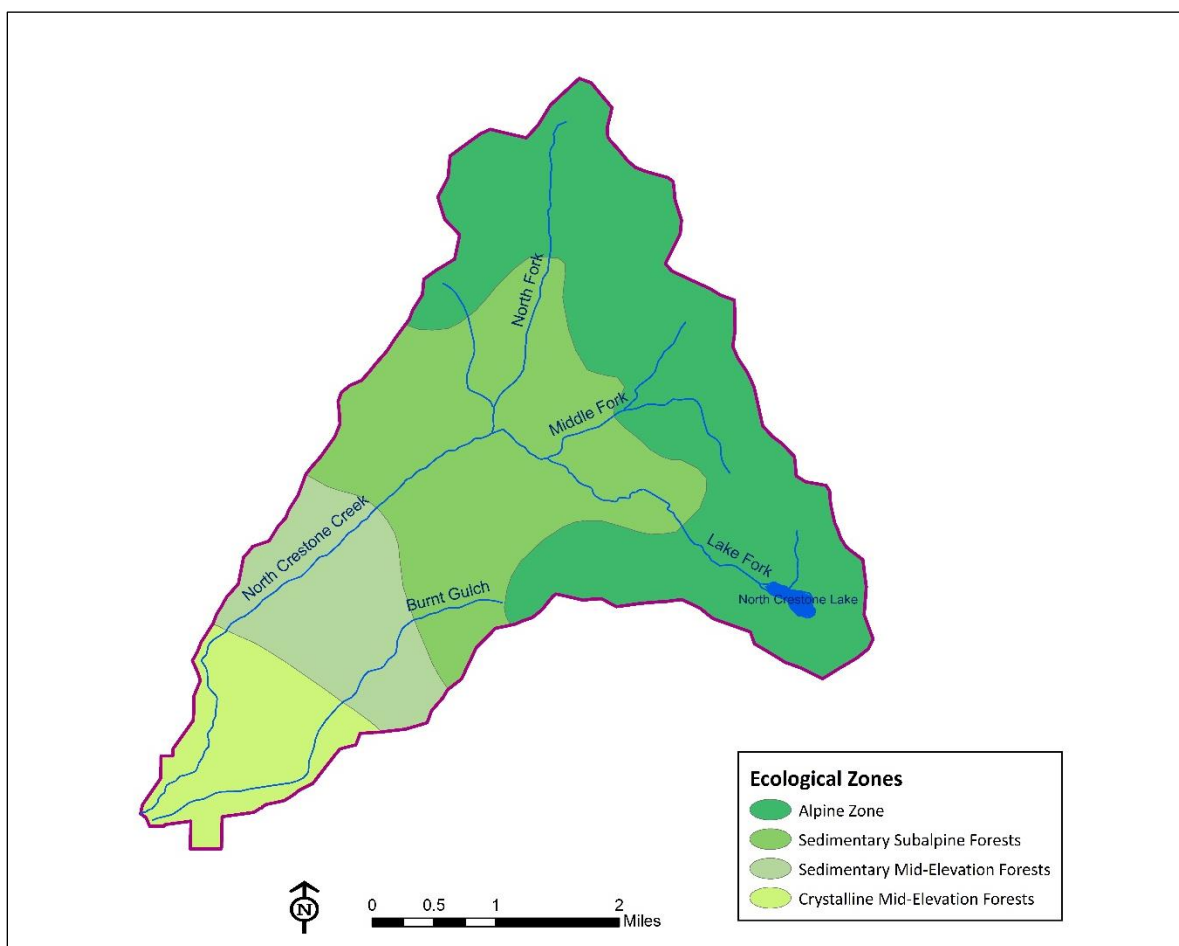 North Fork
Middle Fork
North Crestone Creek
Lake Fork
Burnt Gulch
North Crestone Lake
Ecological Zones
Alpine Zone
Sedimentary Subalpine Forests
Sedimentary Mid-Elevation Forests
Crystalline Mid-Elevation Forests
N
0 0.5 1 2
Miles